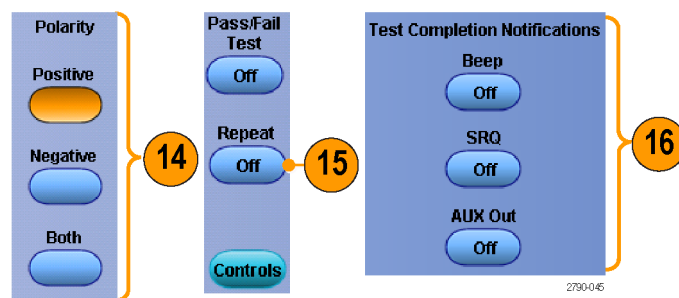 Polarity
Positive
Negative
Both
14
Pass/Fail
Test
Off
Repeat
Off
15
Controls
Test Completion Notifications
Beep
Off
SRQ
Off
AUX Out
Off
16
2790-045